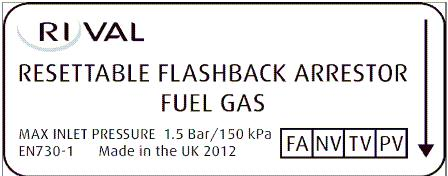 RIVAL
RESETTABLE FLASHBACK ARRESTOR
FUEL GAS
MAX INLET PRESSURE 1.5 Bar/150 kPa
EN730-1 Made in the UK 2012
FA NV TV PV